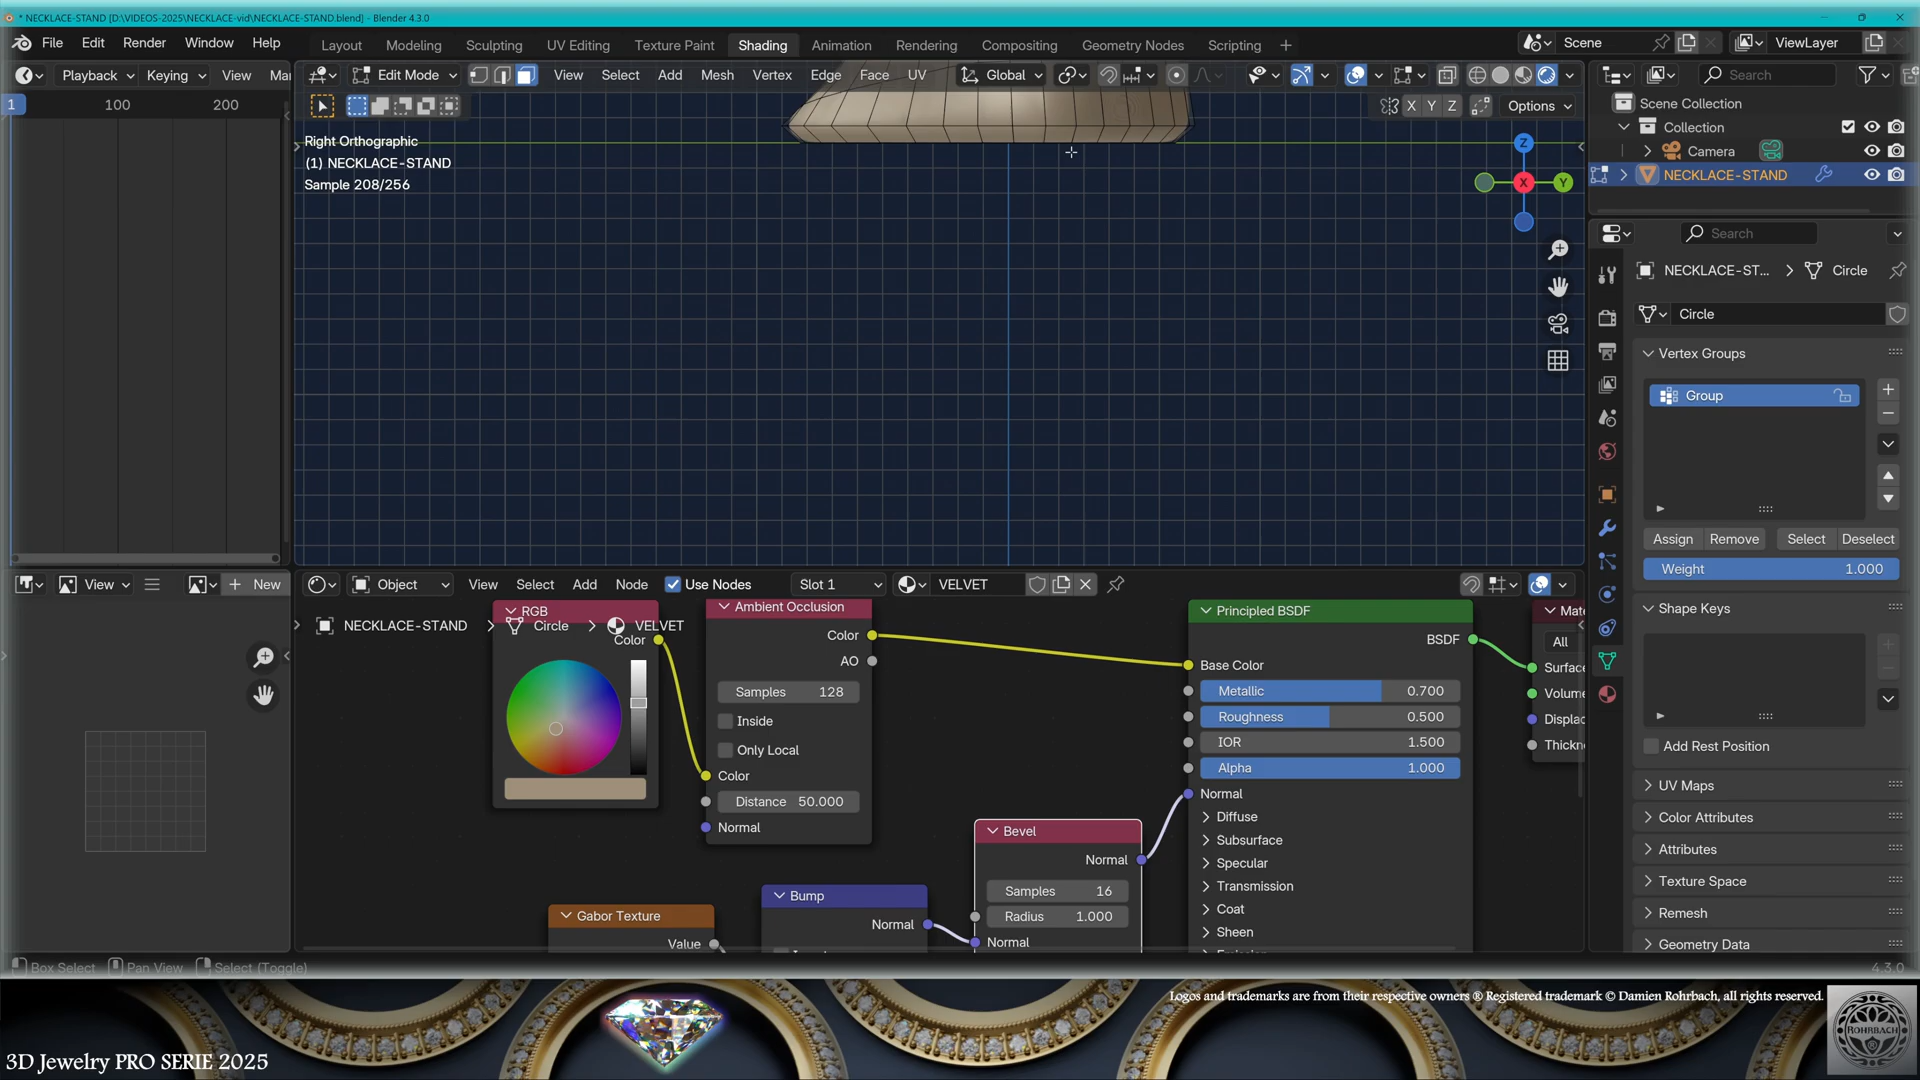 * NECKLACE-STAND [D:\VIDEOS-2025\NECKLACE-vid\NECKLACE-STAND.blend] - Blender 4.3.0
File Edit Render Window Help
Layout Modeling Sculpting UV Editing Texture Paint Shading Animation Rendering Compositing Geometry Nodes Scripting +
Scene
ViewLayer
Playback Keying View Mar
1 100 200
Edit Mode View Select Add Mesh Vertex Edge Face UV Global
X Y Z Options
Right Orthographic
(1) NECKLACE-STAND
Sample 208/256
Z
X
Y
Search
Scene Collection
Collection
Camera
NECKLACE-STAND
Search
NECKLACE-ST... Circle
Circle
Vertex Groups
Group
Assign Remove Select Deselect
Weight 1.000
Shape Keys
Add Rest Position
UV Maps
Color Attributes
Attributes
Texture Space
Remesh
Geometry Data
View
New
Object View Select Add Node Use Nodes Slot 1 VELVET
NECKLACE-STAND Circle VELVET
RGB
Color
Ambient Occlusion
Color
AO
Samples 128
Inside
Only Local
Color
Distance 50.000
Normal
Gabor Texture
Value
Bump
Normal
Bevel
Normal
Samples 16
Radius 1.000
Normal
Principled BSDF
BSDF
Base Color
Metallic 0.700
Roughness 0.500
IOR 1.500
Alpha 1.000
Normal
Diffuse
Subsurface
Specular
Transmission
Coat
Sheen
Mate
All
Surface
Volum
Displac
Thickn
Box Select Pan View Select (Toggle)
4.3.0
Logos and trademarks are from their respective owners ® Registered trademark © Damien Rohrbach, all rights reserved.
ROHRBACH
3D Jewelry PRO SERIE 2025